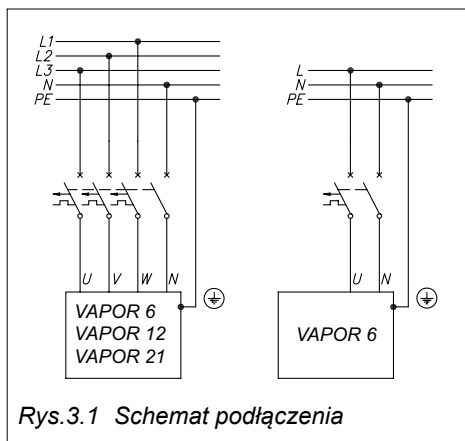 L1
L2
L3
N
PE
U V W N
VAPOR 6
VAPOR 12
VAPOR 21
L
N
PE
U N
VAPOR 6
Rys.3.1 Schemat podłączenia